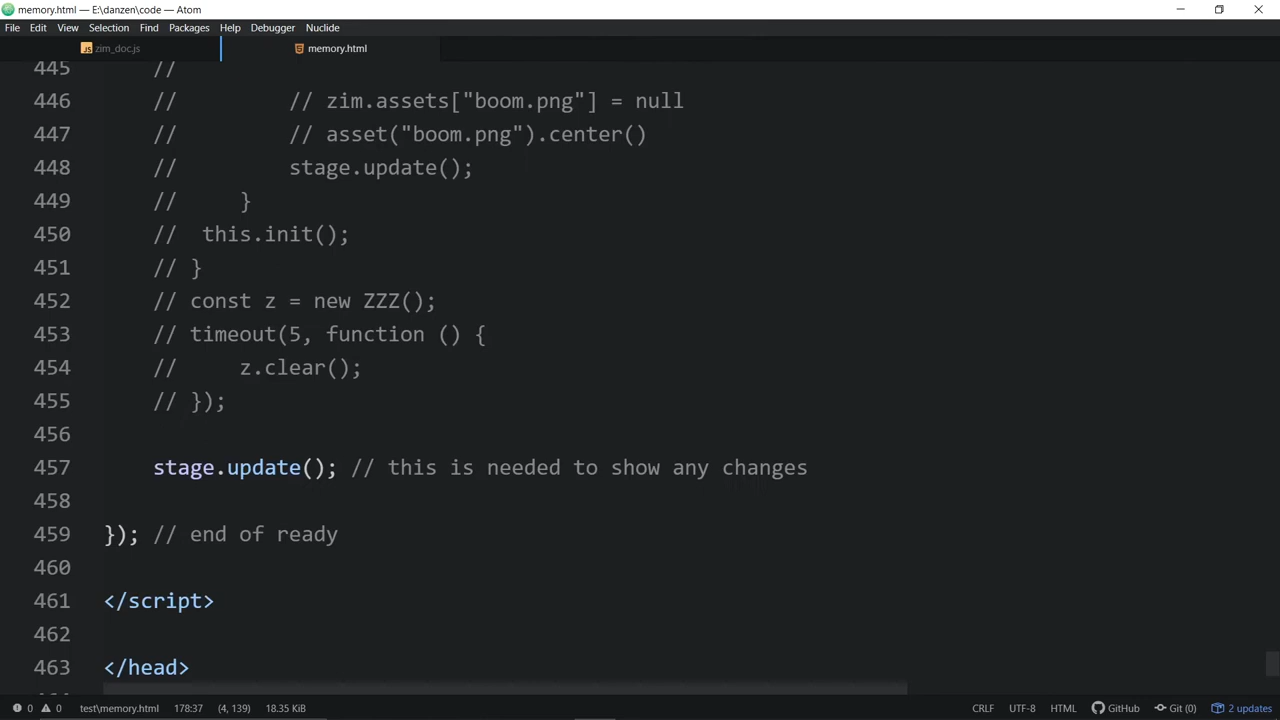 memory.html — E:\danzen\code — Atom
File Edit View Selection Find Packages Help Debugger Nuclide
zim_doc.js memory.html
445 //
446 // // zim.assets["boom.png"] = null
447 // // asset("boom.png").center()
448 // stage.update();
449 // }
450 // this.init();
451 // }
452 // const z = new ZZZ();
453 // timeout(5, function () {
454 // z.clear();
455 // });
456
457 stage.update(); // this is needed to show any changes
458
459 }); // end of ready
460
461 </script>
462
463 </head>
0 0 test\memory.html 178:37 (4, 139) 18.35 KiB CRLF UTF-8 HTML GitHub Git (0) 2 updates